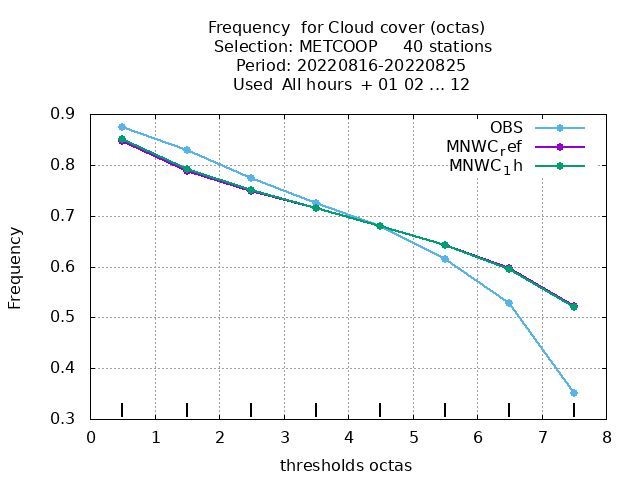 Frequency  for Cloud cover (octas)
Selection: METCOOP     40 stations
Period: 20220816-20220825
Used  All hours  + 01 02 ... 12
OBS
MNWCref
MNWC1h
0.9
0.8
0.7
0.6
0.5
0.4
0.3
Frequency
0 1 2 3 4 5 6 7 8
thresholds octas